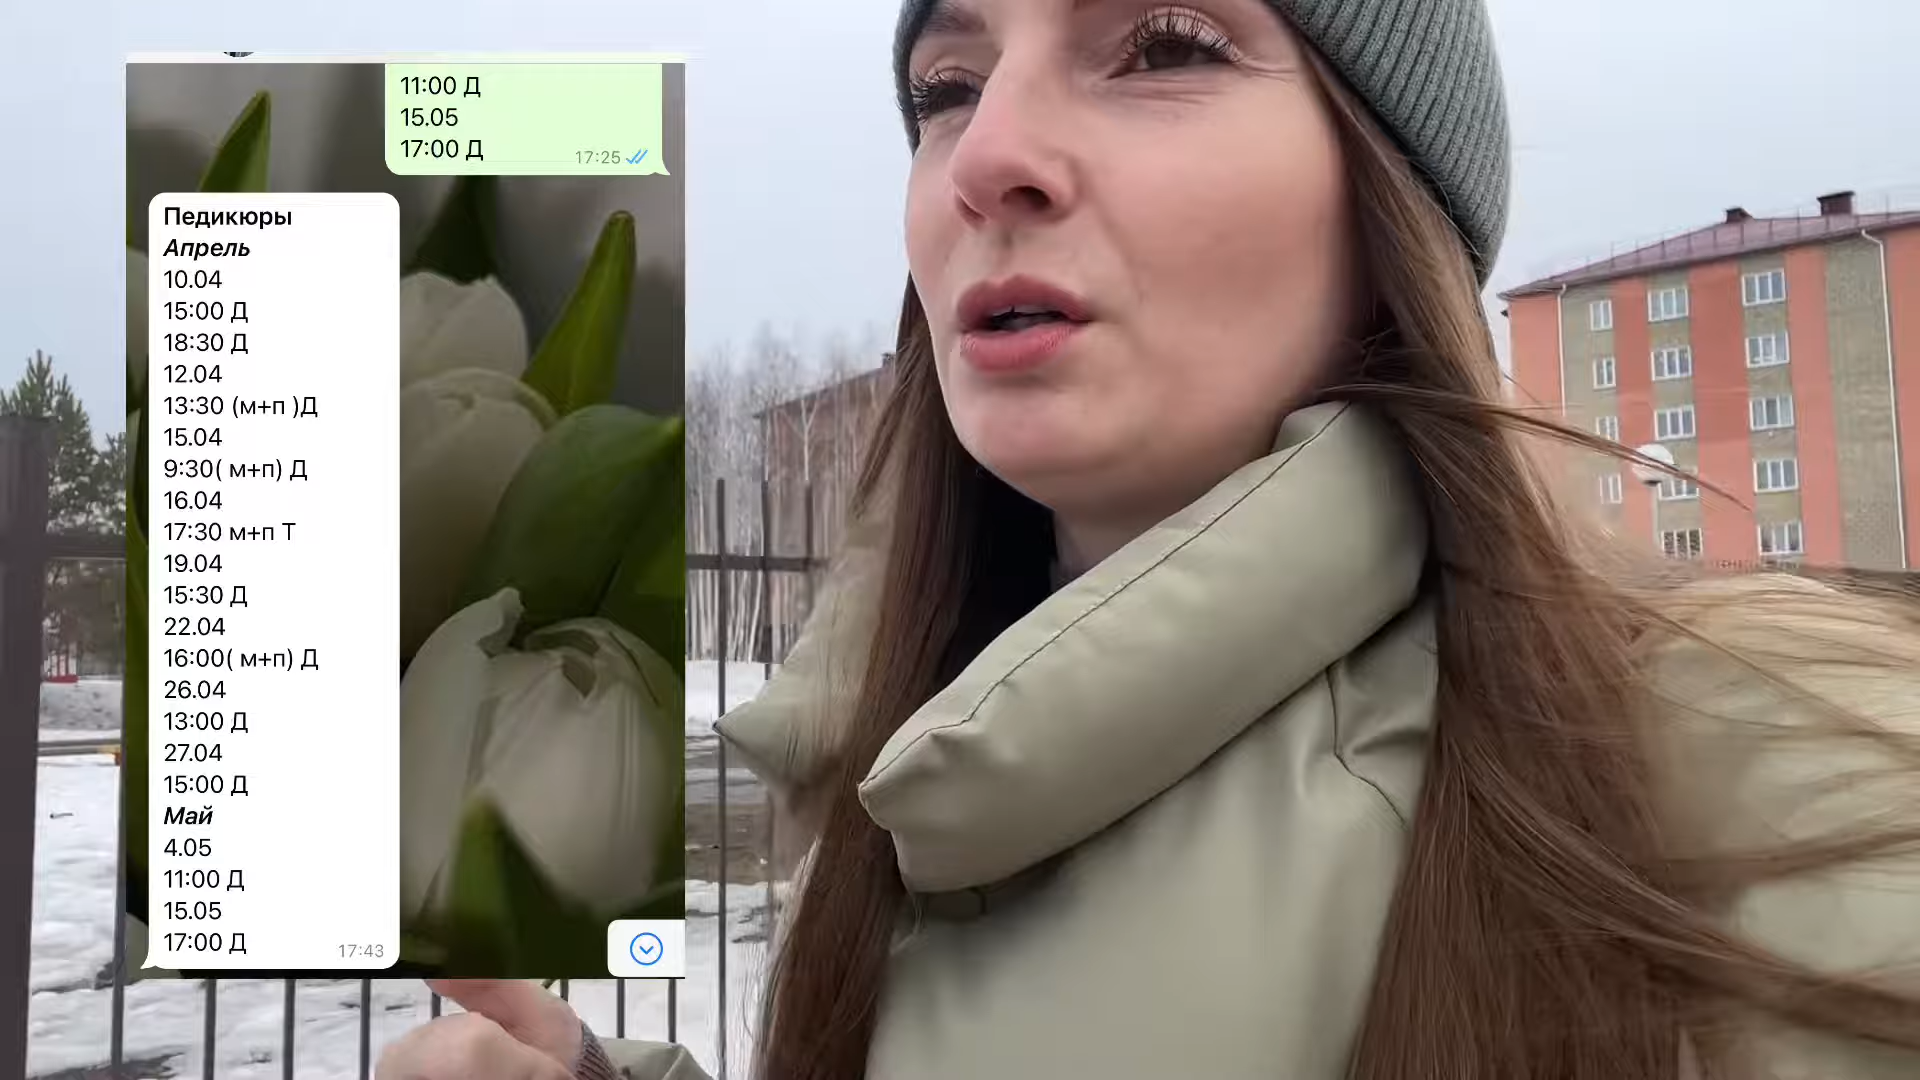 11:00 Д
15.05
17:00 Д
17:25
Педикюры
Апрель
10.04
15:00 Д
18:30 Д
12.04
13:30 (м+п )Д
15.04
9:30( м+п) Д
16.04
17:30 м+п Т
19.04
15:30 Д
22.04
16:00( м+п) Д
26.04
13:00 Д
27.04
15:00 Д
Май
4.05
11:00 Д
15.05
17:00 Д
17:43